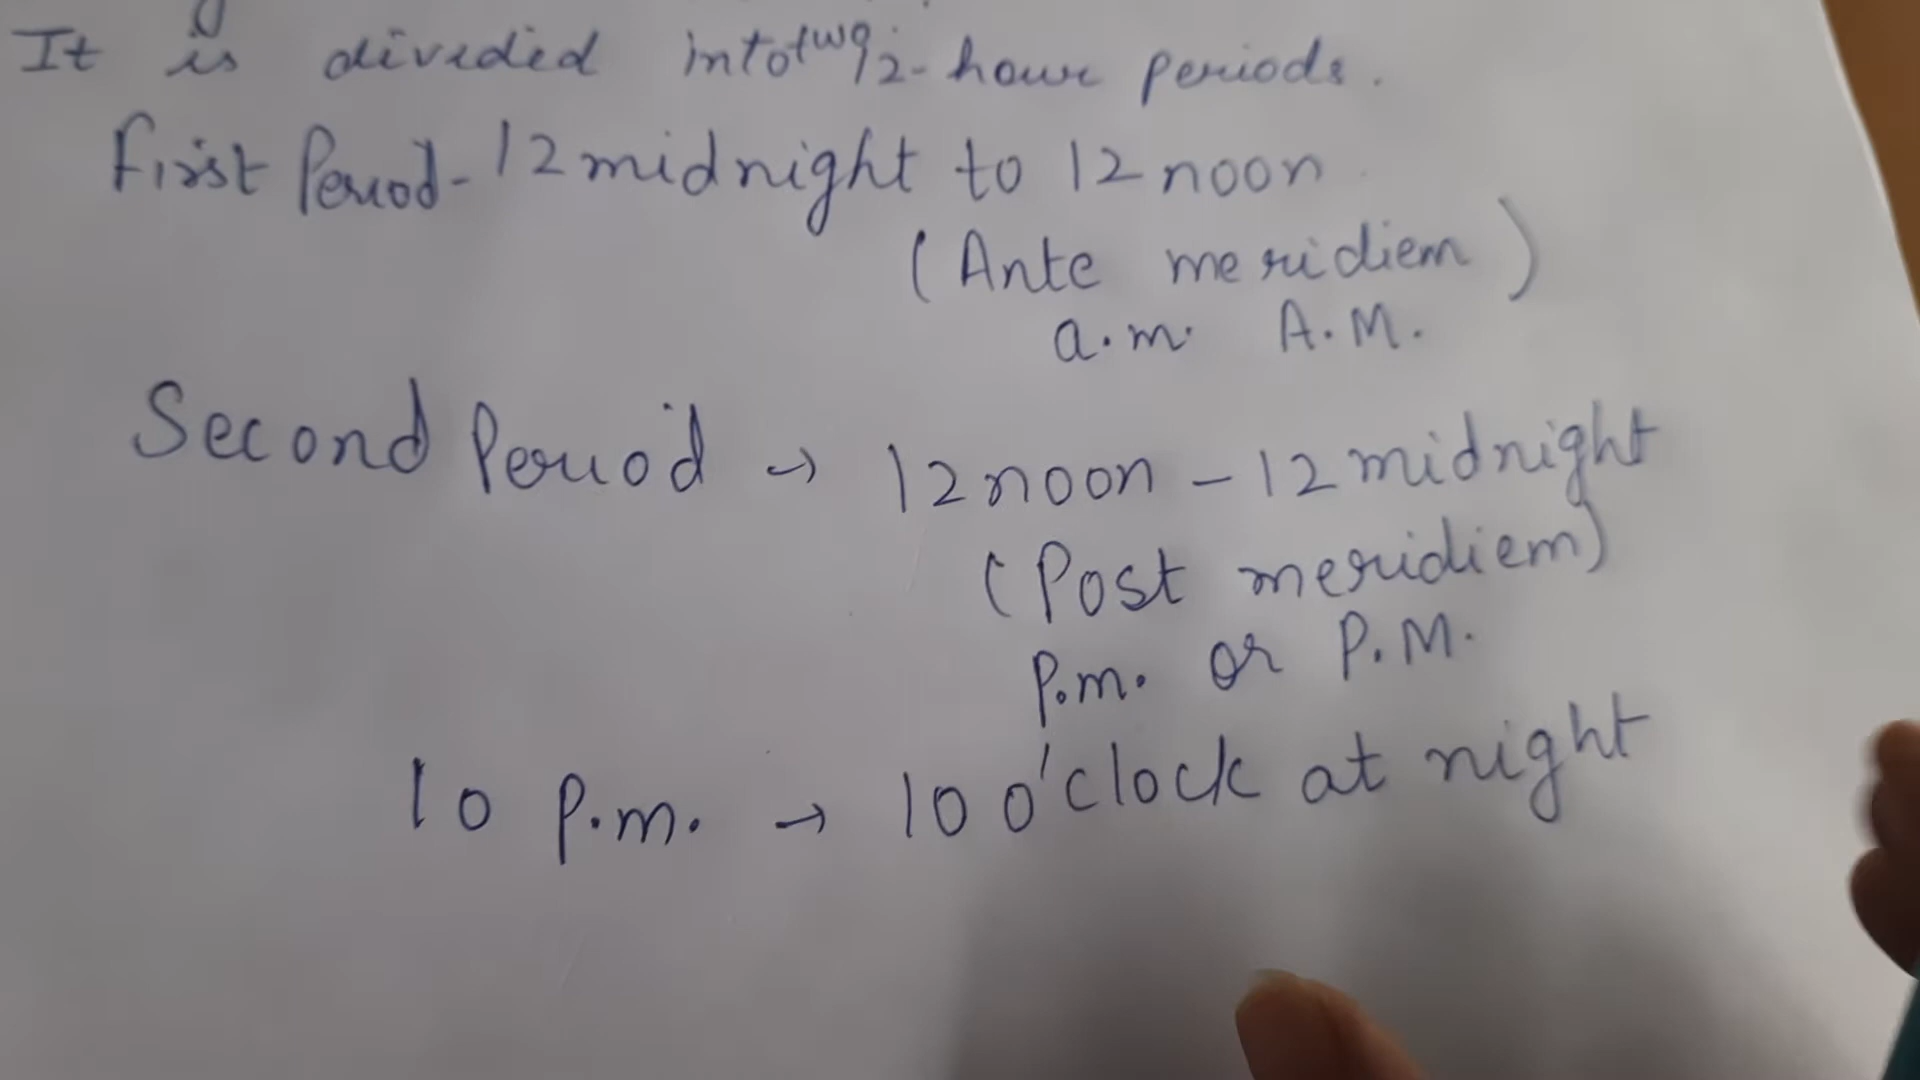 It is divided into two 12-hour periods.
First Period - 12 midnight to 12 noon
(Ante meridiem)
a.m. A.M.
Second Period → 12 noon - 12 midnight
(Post meridiem)
p.m. or P.M.
10 p.m. → 10 o'clock at night